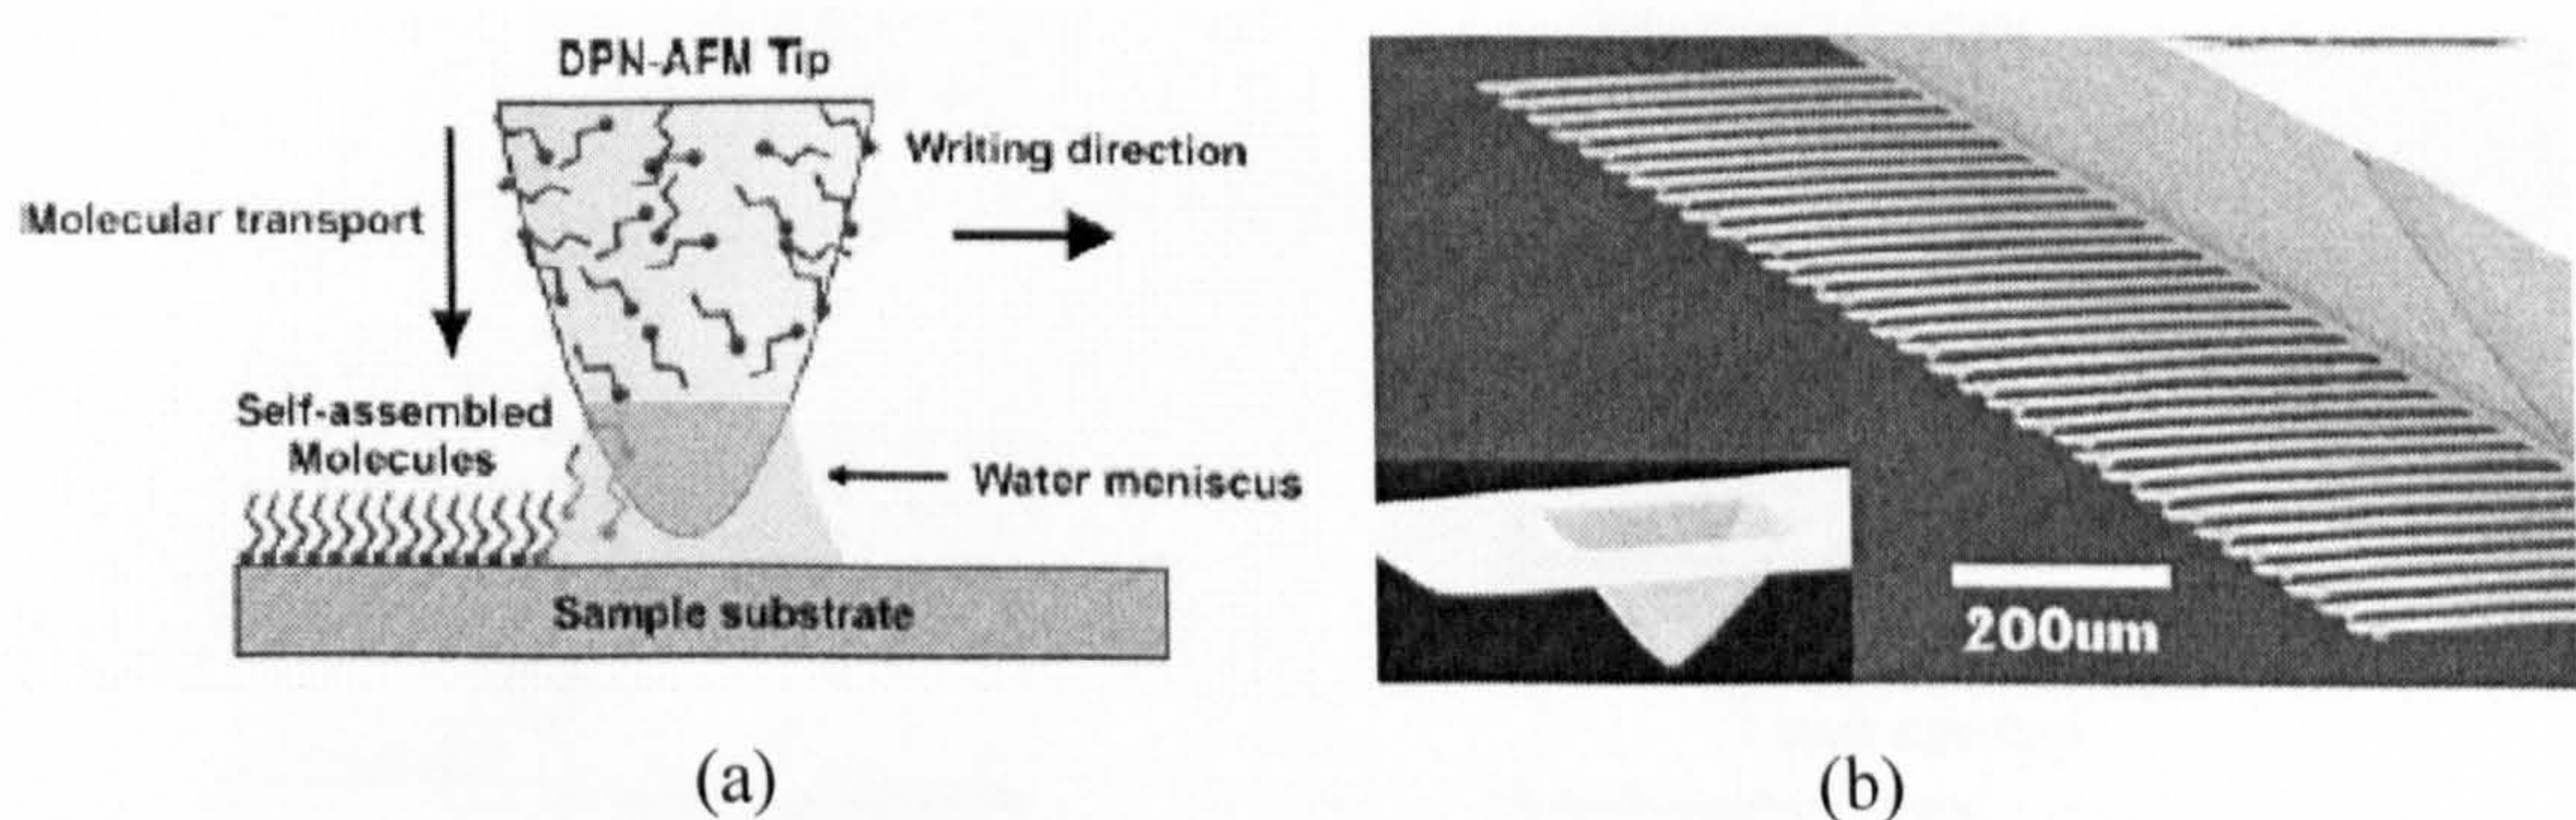 DPN-AFM Tip
Writing direction
Molecular transport
Self-assembled
Molecules
Water meniscus
Sample substrate
200um
(a)
(b)